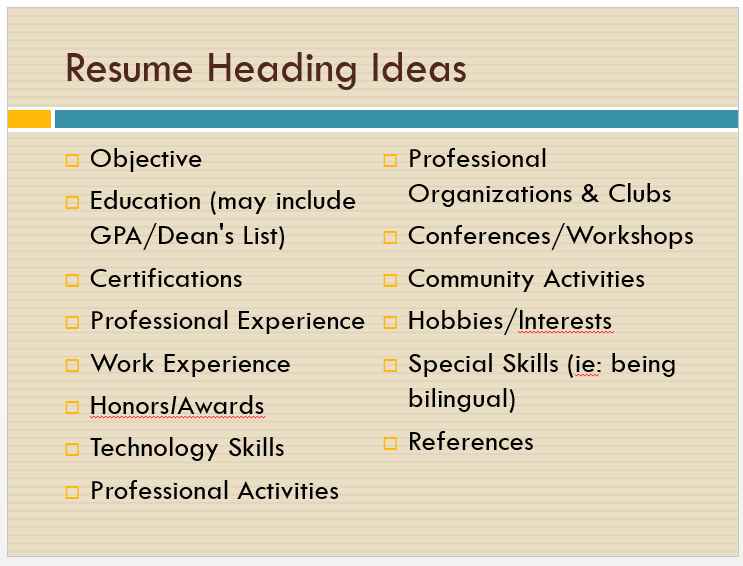 Resume Heading Ideas
Objective
Education (may include
GPA/Dean's List)
Certifications
Professional Experience
Work Experience
Honors/Awards
Technology Skills
Professional Activities
Professional
Organizations & Clubs
Conferences/Workshops
Community Activities
Hobbies/Interests
Special Skills (ie: being
bilingual)
References